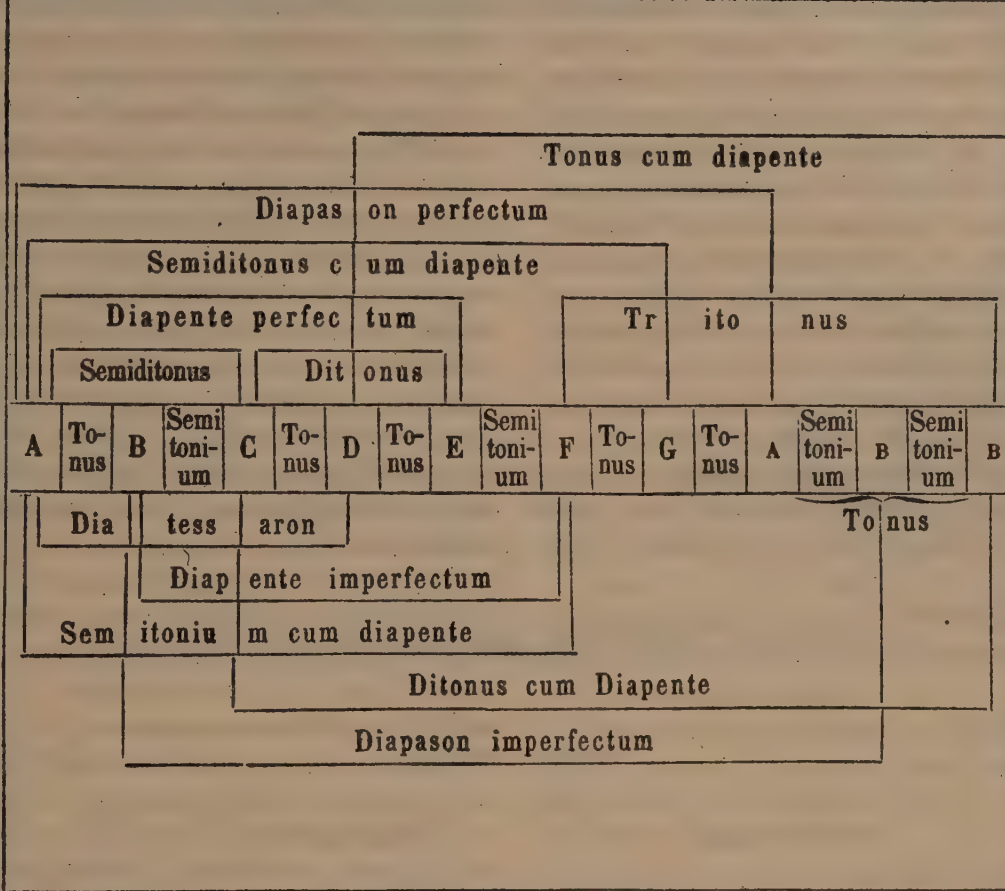 Tonus cum diapente
Diapas on perfectum
Semiditonus c um diapente
Diapente perfec tum
Tr ito nus
Semiditonus
Dit onus
A To-nus B Semi toni-um C To-nus D To-nus E Semi toni-um F To-nus G To-nus A Semi toni-um B Semi toni-um B
Dia tess aron
To nus
Diap ente imperfectum
Sem itoniu m cum diapente
Ditonus cum Diapente
Diapason imperfectum